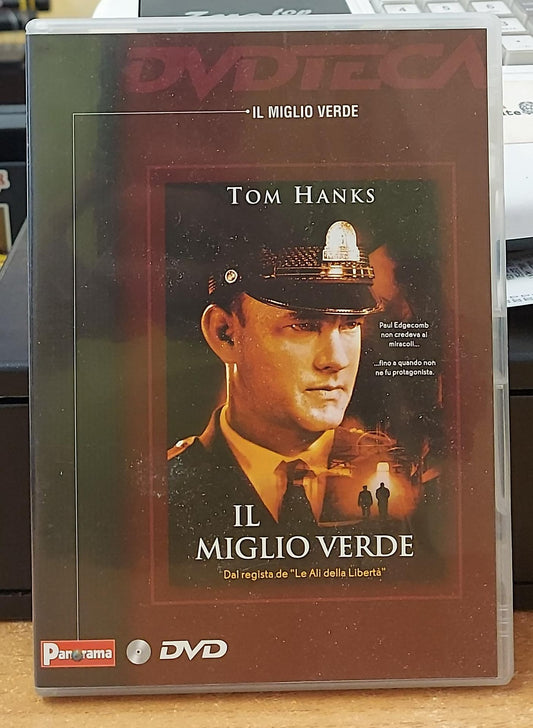 DVDTECA
IL MIGLIO VERDE
TOM HANKS
Paul Edgecomb
non credeva ai
miracoli...
...fino a quando non
ne fu protagonista.
IL
MIGLIO VERDE
Dal regista de "Le Ali della Libertà"
Panorama
DVD